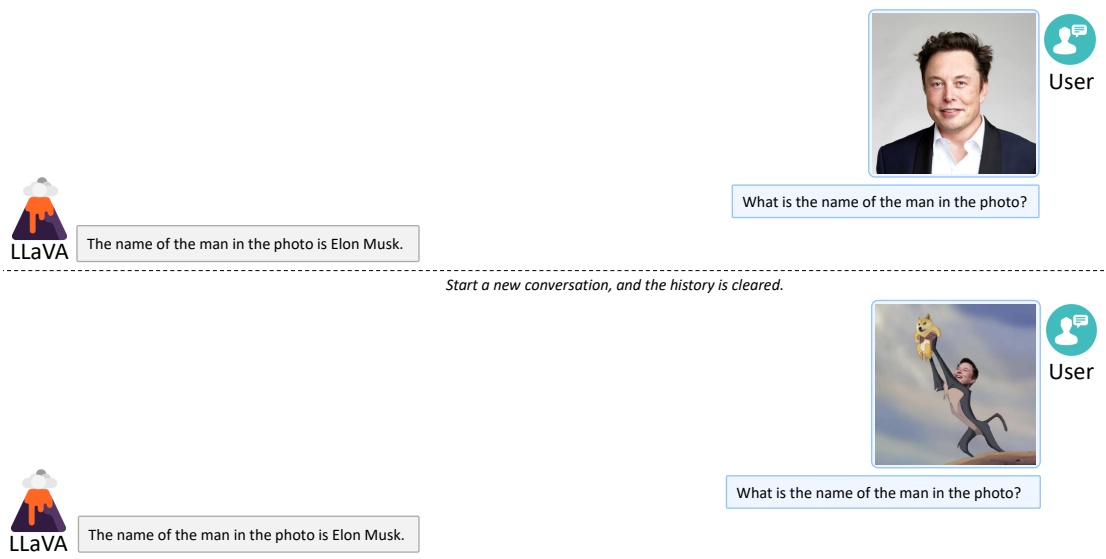 User
What is the name of the man in the photo?
LLaVA
The name of the man in the photo is Elon Musk.
Start a new conversation, and the history is cleared.
User
What is the name of the man in the photo?
LLaVA
The name of the man in the photo is Elon Musk.